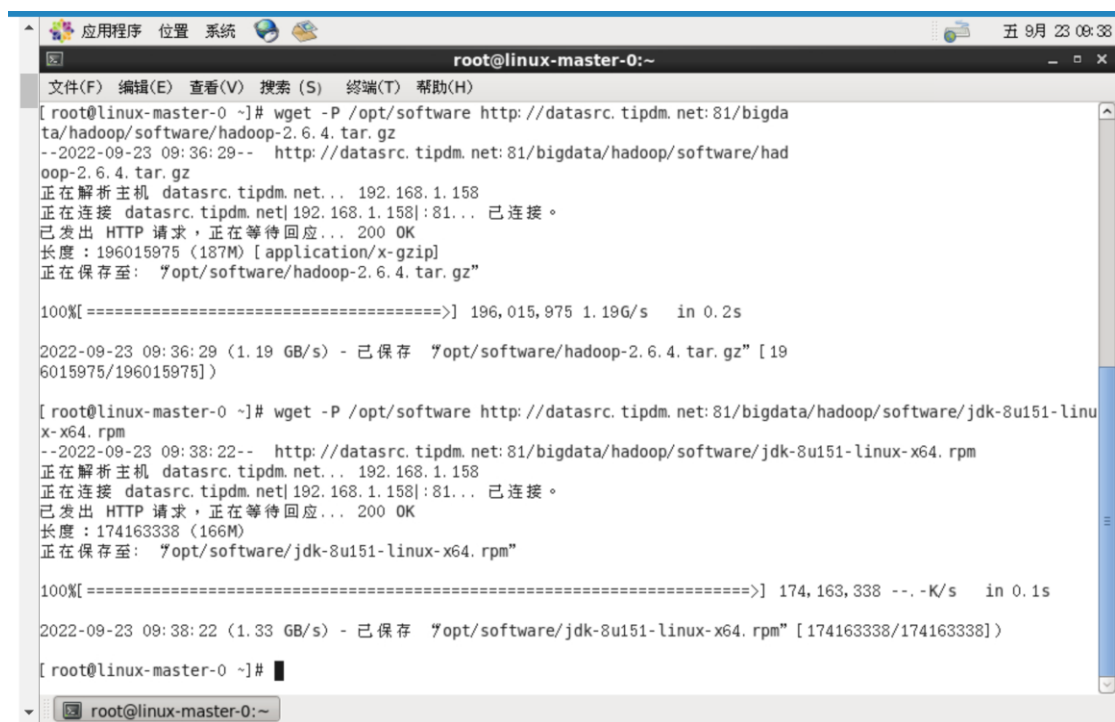 应用程序 位置 系统 五 9月 23 09:38
root@linux-master-0:~
文件(F) 编辑(E) 查看(V) 搜索 (S) 终端(T) 帮助(H)
[root@linux-master-0 ~]# wget -P /opt/software http://datasrc.tipdm.net:81/bigda
ta/hadoop/software/hadoop-2.6.4.tar.gz
--2022-09-23 09:36:29-- http://datasrc.tipdm.net:81/bigdata/hadoop/software/had
oop-2.6.4.tar.gz
正在解析主机 datasrc.tipdm.net... 192.168.1.158
正在连接 datasrc.tipdm.net|192.168.1.158|:81... 已连接。
已发出 HTTP 请求，正在等待回应... 200 OK
长度：196015975 (187M) [application/x-gzip]
正在保存至: “/opt/software/hadoop-2.6.4.tar.gz”
100%[======================================>] 196,015,975 1.19G/s in 0.2s
2022-09-23 09:36:29 (1.19 GB/s) - 已保存 “/opt/software/hadoop-2.6.4.tar.gz” [19
6015975/196015975])
[root@linux-master-0 ~]# wget -P /opt/software http://datasrc.tipdm.net:81/bigdata/hadoop/software/jdk-8u151-linu
x-x64.rpm
--2022-09-23 09:38:22-- http://datasrc.tipdm.net:81/bigdata/hadoop/software/jdk-8u151-linux-x64.rpm
正在解析主机 datasrc.tipdm.net... 192.168.1.158
正在连接 datasrc.tipdm.net|192.168.1.158|:81... 已连接。
已发出 HTTP 请求，正在等待回应... 200 OK
长度：174163338 (166M)
正在保存至: “/opt/software/jdk-8u151-linux-x64.rpm”
100%[=======================================================================>] 174,163,338 --.-K/s in 0.1s
2022-09-23 09:38:22 (1.33 GB/s) - 已保存 “/opt/software/jdk-8u151-linux-x64.rpm” [174163338/174163338])
[root@linux-master-0 ~]#
root@linux-master-0:~